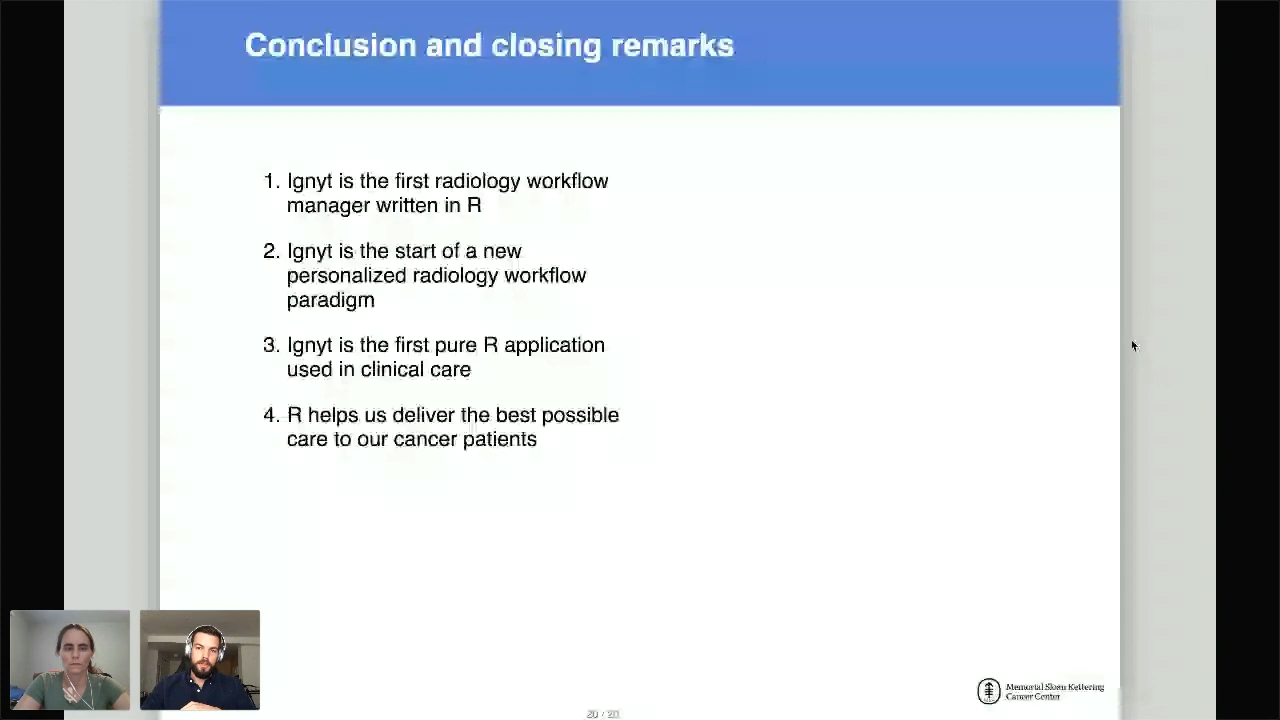 Conclusion and closing remarks
1. Ignyt is the first radiology workflow
manager written in R
2. Ignyt is the start of a new
personalized radiology workflow
paradigm
3. Ignyt is the first pure R application
used in clinical care
4. R helps us deliver the best possible
care to our cancer patients
Memorial Sloan Kettering
Cancer Center
20 / 20